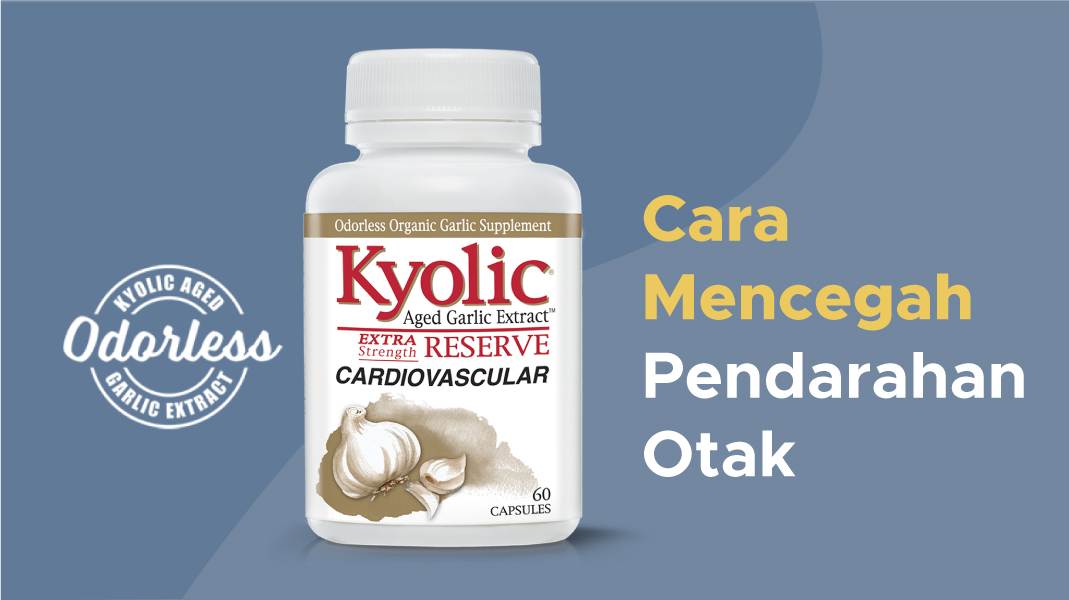 KYOLIC AGED
Odorless
GARLIC EXTRACT
Odorless Organic Garlic Supplement
Kyolic®
Aged Garlic Extract™
EXTRA
Strength RESERVE
CARDIOVASCULAR
60
CAPSULES
Cara
Mencegah
Pendarahan
Otak